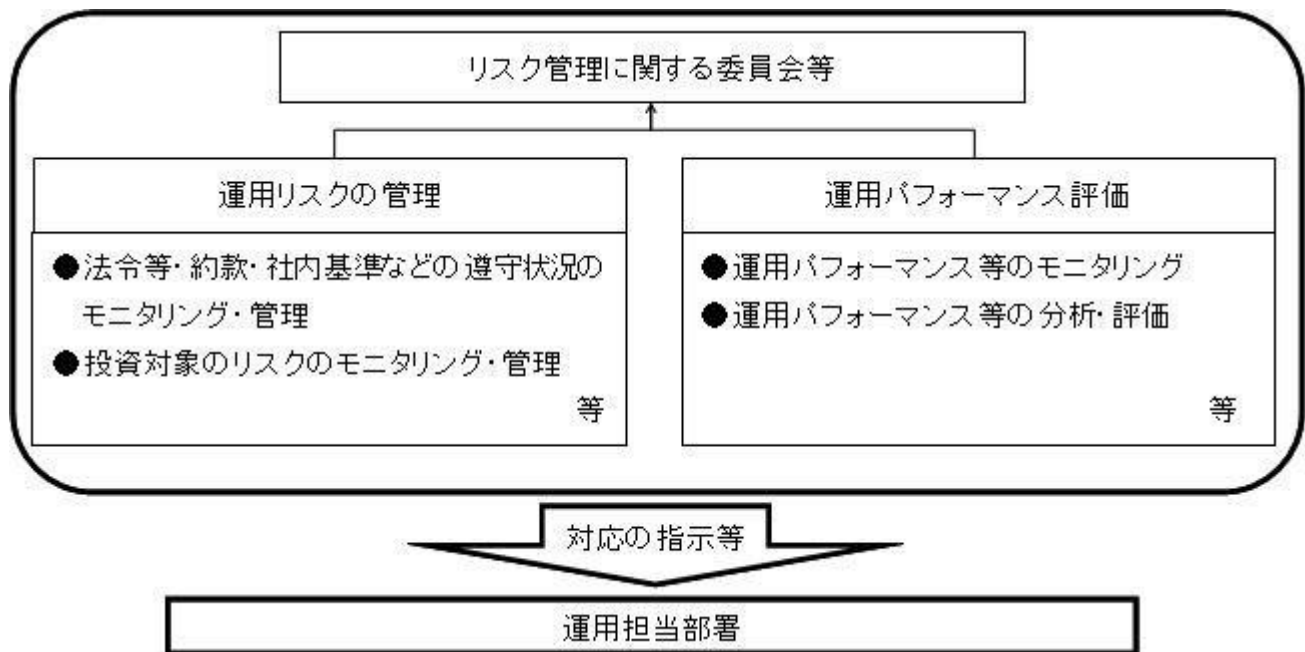 リスク管理に関する委員会等
運用リスクの管理
●法令等・約款・社内基準などの遵守状況の
モニタリング・管理
●投資対象のリスクのモニタリング・管理
等
運用パフォーマンス評価
●運用パフォーマンス等のモニタリング
●運用パフォーマンス等の分析・評価
等
対応の指示等
運用担当部署